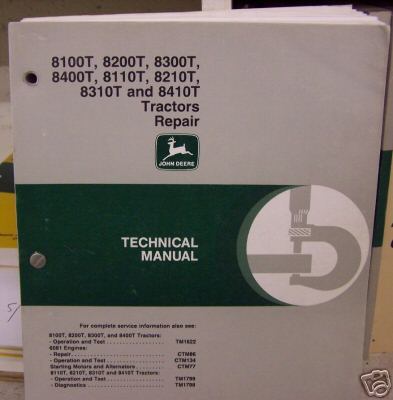 8100T, 8200T, 8300T,
8400T, 8110T, 8210T,
8310T and 8410T
Tractors
Repair
JOHN DEERE
TECHNICAL
MANUAL
For complete service information also see:
8100T, 8200T, 8300T, and 8400T Tractors:
- Operation and Test TM1622
6081 Engines:
- Repair CTM86
- Operation and Test CTM134
Starting Motors and Alternators CTM77
8110T, 8210T, 8310T and 8410T Tractors:
- Operation and Test TM1799
- Diagnostics